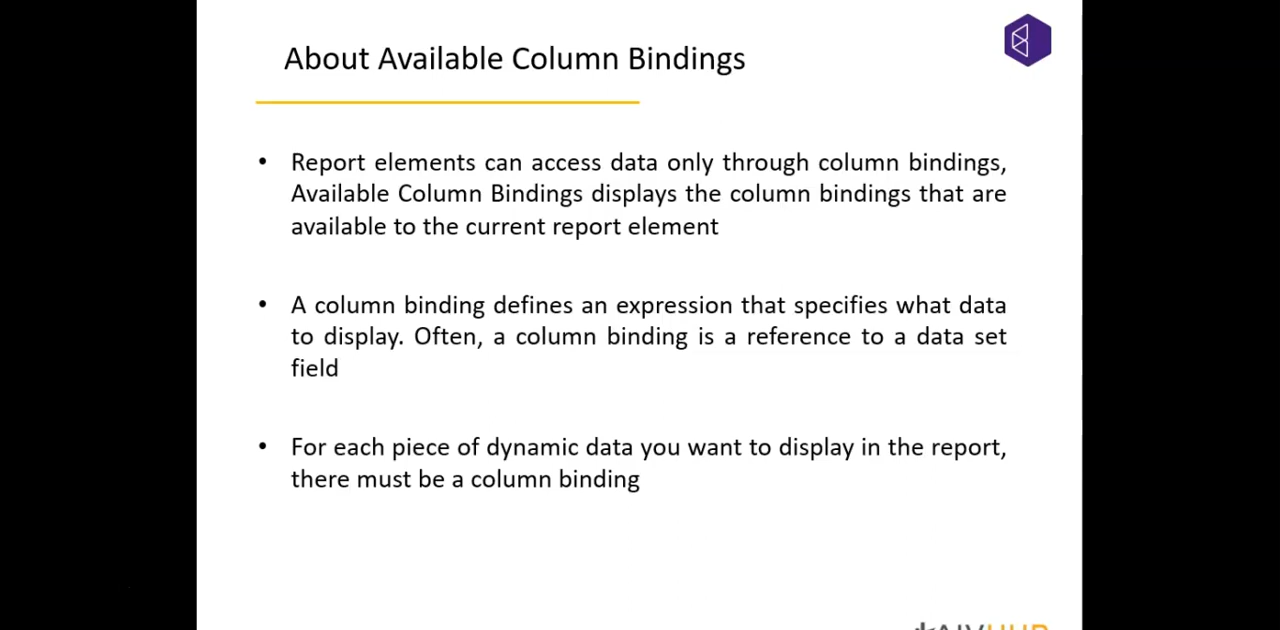 About Available Column Bindings
• Report elements can access data only through column bindings,
Available Column Bindings displays the column bindings that are
available to the current report element
• A column binding defines an expression that specifies what data
to display. Often, a column binding is a reference to a data set
field
• For each piece of dynamic data you want to display in the report,
there must be a column binding